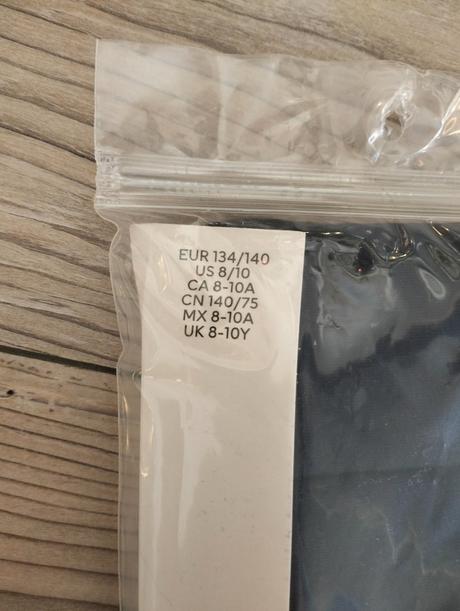 EUR 134/140
US 8/10
CA 8-10A
CN 140/75
MX 8-10A
UK 8-10Y